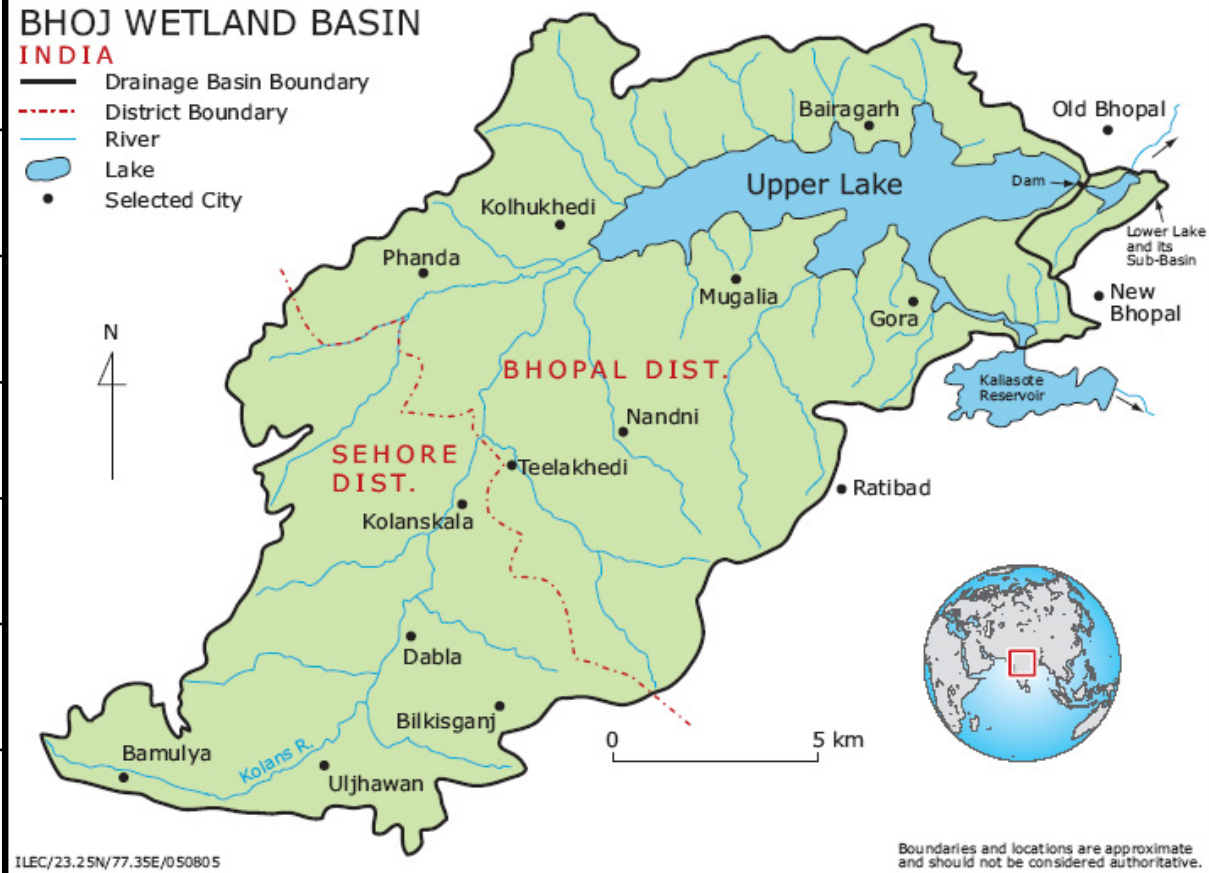 BHOJ WETLAND BASIN
INDIA
Drainage Basin Boundary
District Boundary
River
Lake
Selected City
Bairagarh
Old Bhopal
Upper Lake
Dam
Kolhukhedi
Lower Lake
and its
Sub-Basin
Phanda
Mugalia
New
Bhopal
Gora
N
BHOPAL DIST.
Kaliasote
Reservoir
Nandni
SEHORE
DIST.
Teelakhedi
Ratibad
Kolanskala
Dabla
Bilkisganj
0 5 km
Bamulya
Kolans R.
Uljhawan
ILEC/23.25N/77.35E/050805
Boundaries and locations are approximate
and should not be considered authoritative.